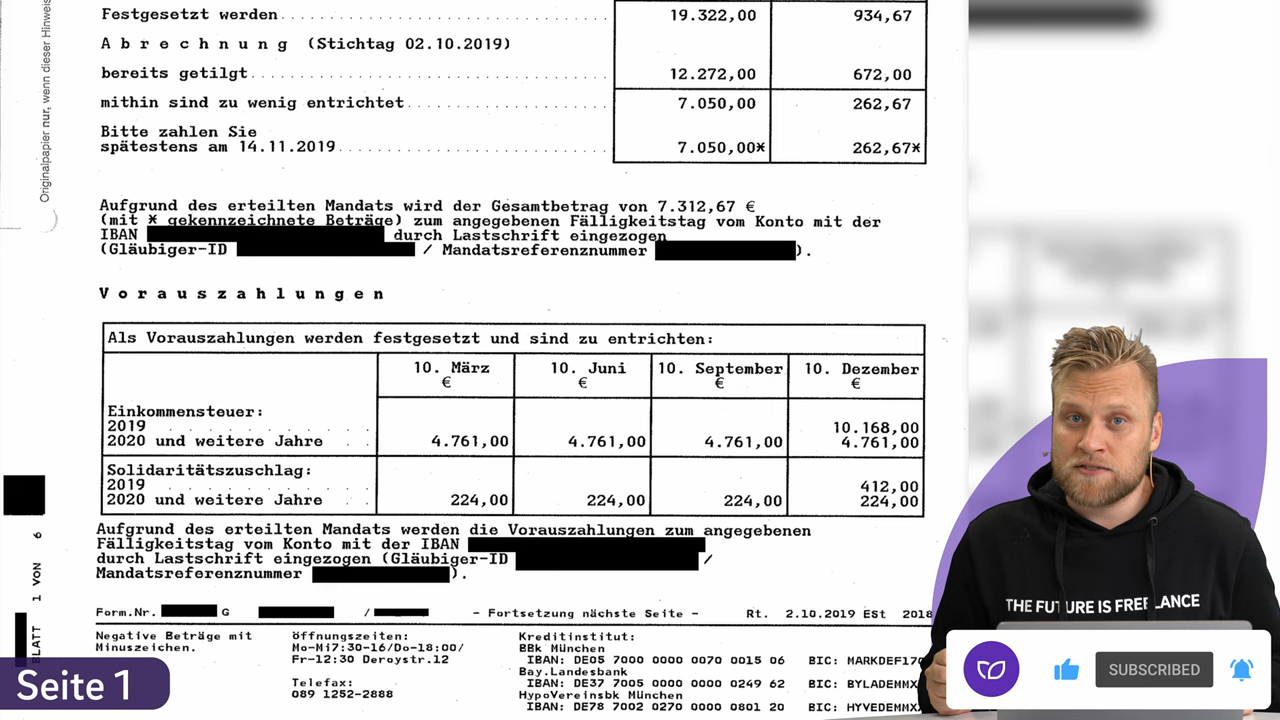 Originalpapier nur, wenn dieser Hinweis
Festgesetzt werden 19.322,00 934,67
Abrechnung (Stichtag 02.10.2019)
bereits getilgt 12.272,00 672,00
mithin sind zu wenig entrichtet 7.050,00 262,67
Bitte zahlen Sie
spätestens am 14.11.2019 7.050,00* 262,67*
Aufgrund des erteilten Mandats wird der Gesamtbetrag von 7.312,67 €
(mit * gekennzeichnete Beträge) zum angegebenen Fälligkeitstag vom Konto mit der
IBAN durch Lastschrift eingezogen
(Gläubiger-ID / Mandatsreferenznummer ).
Vorauszahlungen
Als Vorauszahlungen werden festgesetzt und sind zu entrichten:
10. März 10. Juni 10. September 10. Dezember
€ € € €
Einkommensteuer:
2019 10.168,00
2020 und weitere Jahre 4.761,00 4.761,00 4.761,00 4.761,00
Solidaritätszuschlag:
2019 412,00
2020 und weitere Jahre 224,00 224,00 224,00 224,00
Aufgrund des erteilten Mandats werden die Vorauszahlungen zum angegebenen
Fälligkeitstag vom Konto mit der IBAN
durch Lastschrift eingezogen (Gläubiger-ID /
Mandatsreferenznummer ).
Form.Nr. G / - Fortsetzung nächste Seite - Rt. 2.10.2019 ESt 2018
BLATT 1 VON 6
Negative Beträge mit
Minuszeichen.
Öffnungszeiten:
Mo-Mi7:30-16/Do-18:00/
Fr-12:30 Deroystr.12
Telefax:
089 1252-2888
Kreditinstitut:
BBk München
IBAN: DE05 7000 0000 0070 0015 06 BIC: MARKDEF170
Bay.Landesbank
IBAN: DE37 7005 0000 0000 0249 62 BIC: BYLADEMMX
HypoVereinsbk München
IBAN: DE78 7002 0270 0000 0801 20 BIC: HYVEDEMMX
Seite 1
THE FUTURE IS FREELANCE
SUBSCRIBED